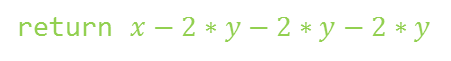 return x − 2 ∗ y − 2 ∗ y − 2 ∗ y